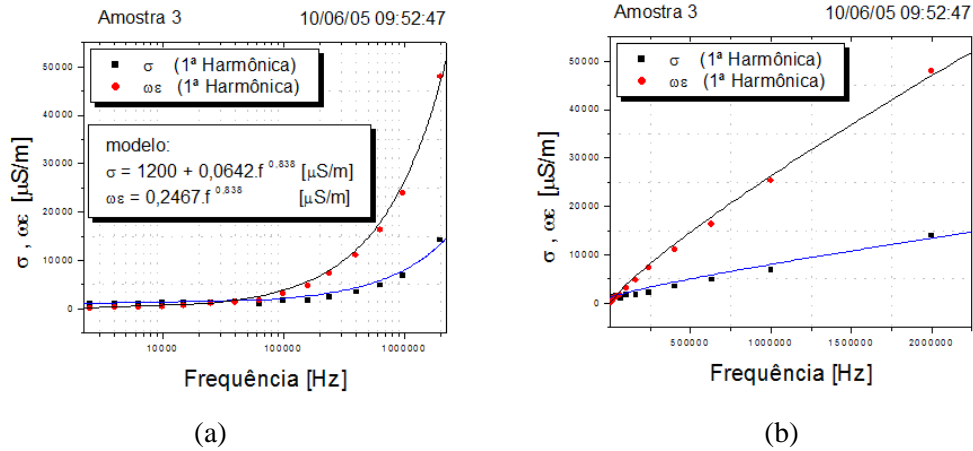 Amostra 3 10/06/05 09:52:47
σ (1ª Harmônica)
ωε (1ª Harmônica)
modelo:
σ = 1200 + 0,0642.f 0,838 [μS/m]
ωε = 0,2467.f 0,838 [μS/m]
σ , ωε [μS/m]
50000
40000
30000
20000
10000
0
10000 100000 1000000
Frequência [Hz]
(a)
Amostra 3 10/06/05 09:52:47
σ (1ª Harmônica)
ωε (1ª Harmônica)
σ , ωε [μS/m]
50000
40000
30000
20000
10000
0
500000 1000000 1500000 2000000
Frequência [Hz]
(b)